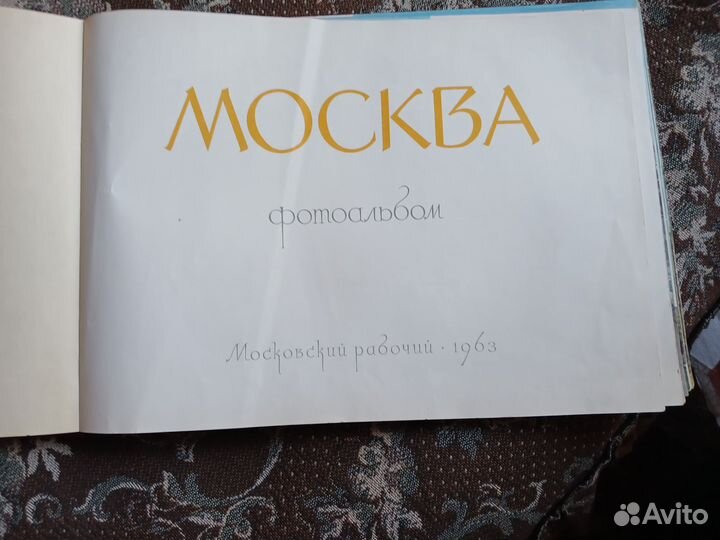 МОСКВА
фотоальбом
Московский рабочий · 1963
Avito